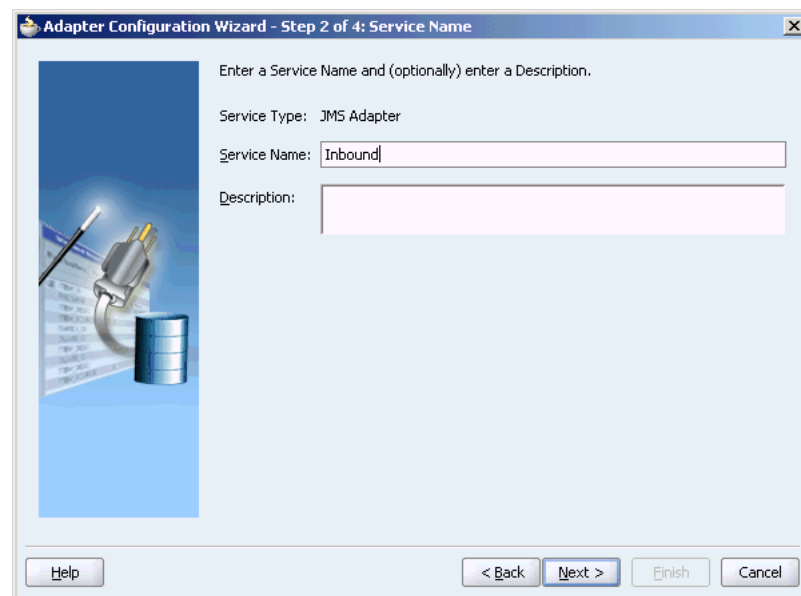 Adapter Configuration Wizard - Step 2 of 4: Service Name
Enter a Service Name and (optionally) enter a Description.
Service Type: JMS Adapter
Service Name: Inbound
Description:
Help
< Back
Next >
Finish
Cancel